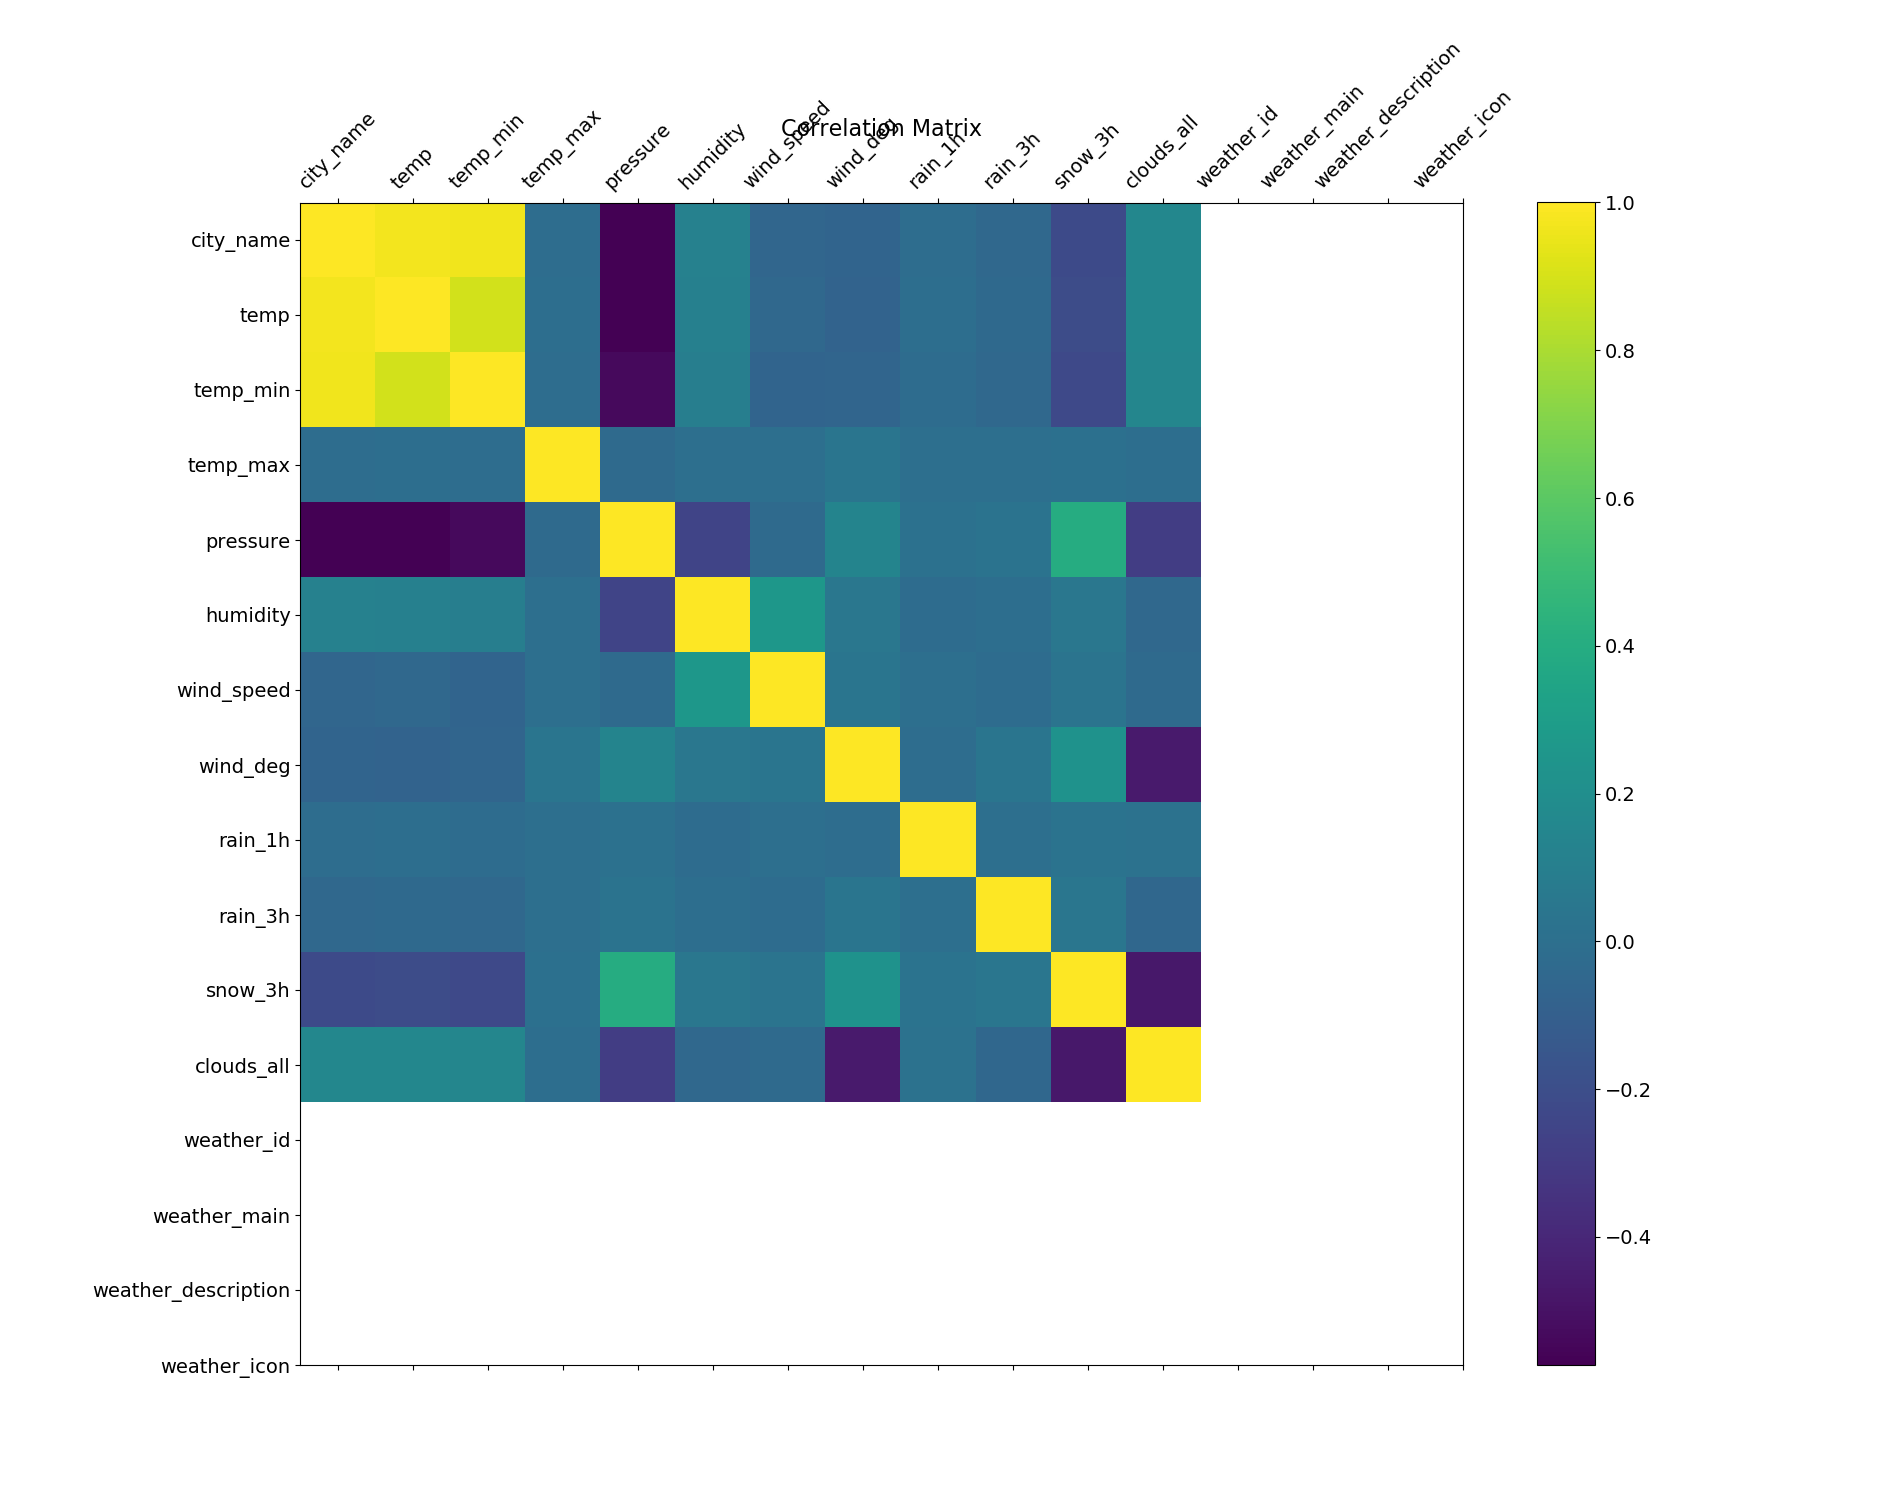 Correlation Matrix
city_name
temp
temp_min
temp_max
pressure
humidity
wind_speed
wind_deg
rain_1h
rain_3h
snow_3h
clouds_all
weather_id
weather_main
weather_description
weather_icon
city_name
temp
temp_min
temp_max
pressure
humidity
wind_speed
wind_deg
rain_1h
rain_3h
snow_3h
clouds_all
weather_id
weather_main
weather_description
weather_icon
1.0
0.8
0.6
0.4
0.2
0.0
−0.2
−0.4